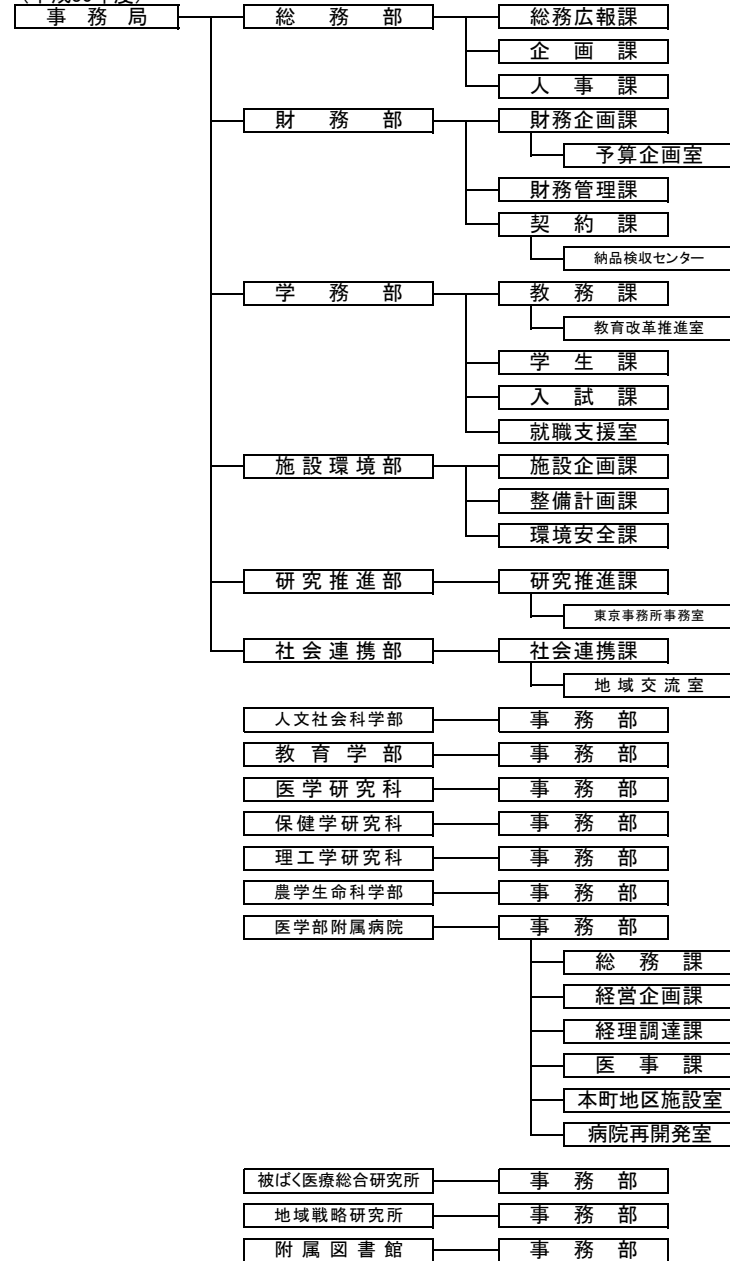 事務局 総務部 総務広報課
企画課
人事課
財務部 財務企画課
予算企画室
財務管理課
契約課
納品検収センター
学務部 教務課
教育改革推進室
学生課
入試課
就職支援室
施設環境部 施設企画課
整備計画課
環境安全課
研究推進部 研究推進課
東京事務所事務室
社会連携部 社会連携課
地域交流室
人文社会科学部 事務部
教育学部 事務部
医学研究科 事務部
保健学研究科 事務部
理工学研究科 事務部
農学生命科学部 事務部
医学部附属病院 事務部
総務課
経営企画課
経理調達課
医事課
本町地区施設室
病院再開発室
被ばく医療総合研究所 事務部
地域戦略研究所 事務部
附属図書館 事務部